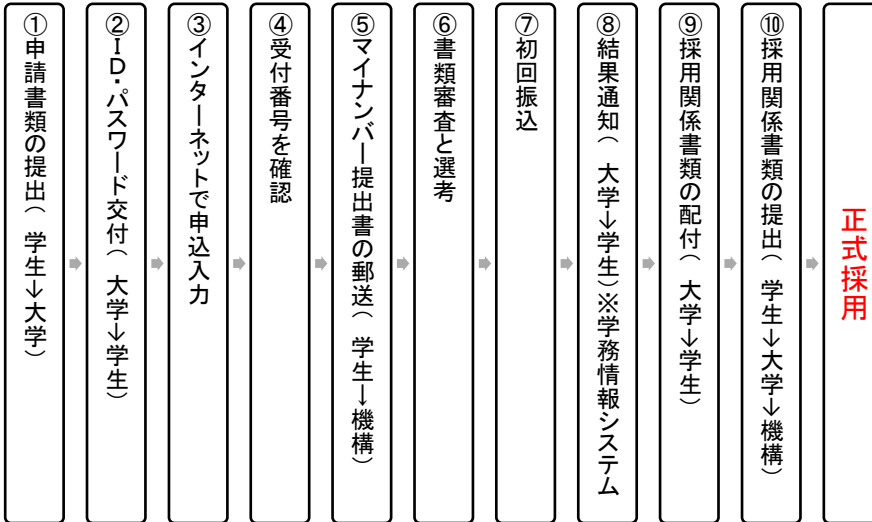 ①申請書類の提出（学生→大学）
②ＩＤ・パスワード交付（大学→学生）
③インターネットで申込入力
④受付番号を確認
⑤マイナンバー提出書の郵送（学生→機構）
⑥書類審査と選考
⑦初回振込
⑧結果通知（大学→学生）※学務情報システム
⑨採用関係書類の配付（大学→学生）
⑩採用関係書類の提出（学生→大学→機構）
正式採用